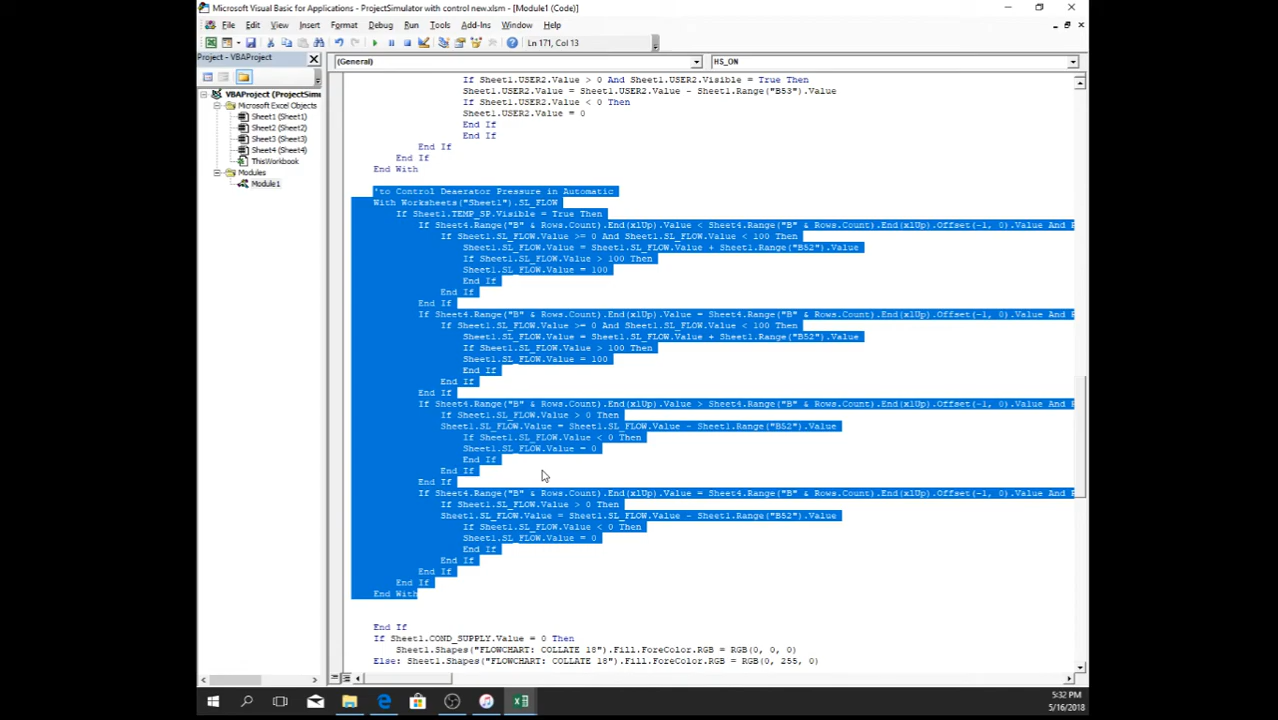 Microsoft Visual Basic for Applications - ProjectSimulator with control new.xlsm - [Module1 (Code)]
File Edit View Insert Format Debug Run Tools Add-Ins Window Help
Ln 171, Col 13
Project - VBAProject
(General) HS_ON
VBAProject (ProjectSimu
Microsoft Excel Objects
Sheet1 (Sheet1)
Sheet2 (Sheet2)
Sheet3 (Sheet3)
Sheet4 (Sheet4)
ThisWorkbook
Modules
Module1
If Sheet1.USER2.Value > 0 And Sheet1.USER2.Visible = True Then
Sheet1.USER2.Value = Sheet1.USER2.Value - Sheet1.Range("B53").Value
If Sheet1.USER2.Value < 0 Then
Sheet1.USER2.Value = 0
End If
End If
End If
End If
End With
'to Control Deaerator Pressure in Automatic
With Worksheets("Sheet1").SL_FLOW
If Sheet1.TEMP_SP.Visible = True Then
If Sheet4.Range("B" & Rows.Count).End(xlUp).Value < Sheet4.Range("B" & Rows.Count).End(xlUp).Offset(-1, 0).Value And
If Sheet1.SL_FLOW.Value >= 0 And Sheet1.SL_FLOW.Value < 100 Then
Sheet1.SL_FLOW.Value = Sheet1.SL_FLOW.Value + Sheet1.Range("B52").Value
If Sheet1.SL_FLOW.Value > 100 Then
Sheet1.SL_FLOW.Value = 100
End If
End If
End If
If Sheet4.Range("B" & Rows.Count).End(xlUp).Value = Sheet4.Range("B" & Rows.Count).End(xlUp).Offset(-1, 0).Value And
If Sheet1.SL_FLOW.Value >= 0 And Sheet1.SL_FLOW.Value < 100 Then
Sheet1.SL_FLOW.Value = Sheet1.SL_FLOW.Value + Sheet1.Range("B52").Value
If Sheet1.SL_FLOW.Value > 100 Then
Sheet1.SL_FLOW.Value = 100
End If
End If
End If
If Sheet4.Range("B" & Rows.Count).End(xlUp).Value > Sheet4.Range("B" & Rows.Count).End(xlUp).Offset(-1, 0).Value And
If Sheet1.SL_FLOW.Value > 0 Then
Sheet1.SL_FLOW.Value = Sheet1.SL_FLOW.Value - Sheet1.Range("B52").Value
If Sheet1.SL_FLOW.Value < 0 Then
Sheet1.SL_FLOW.Value = 0
End If
End If
End If
If Sheet4.Range("B" & Rows.Count).End(xlUp).Value = Sheet4.Range("B" & Rows.Count).End(xlUp).Offset(-1, 0).Value And
If Sheet1.SL_FLOW.Value > 0 Then
Sheet1.SL_FLOW.Value = Sheet1.SL_FLOW.Value - Sheet1.Range("B52").Value
If Sheet1.SL_FLOW.Value < 0 Then
Sheet1.SL_FLOW.Value = 0
End If
End If
End If
End If
End With
End If
If Sheet1.COND_SUPPLY.Value = 0 Then
Sheet1.Shapes("FLOWCHART: COLLATE 18").Fill.ForeColor.RGB = RGB(0, 0, 0)
Else: Sheet1.Shapes("FLOWCHART: COLLATE 18").Fill.ForeColor.RGB = RGB(0, 255, 0)
5:32 PM
5/16/2018